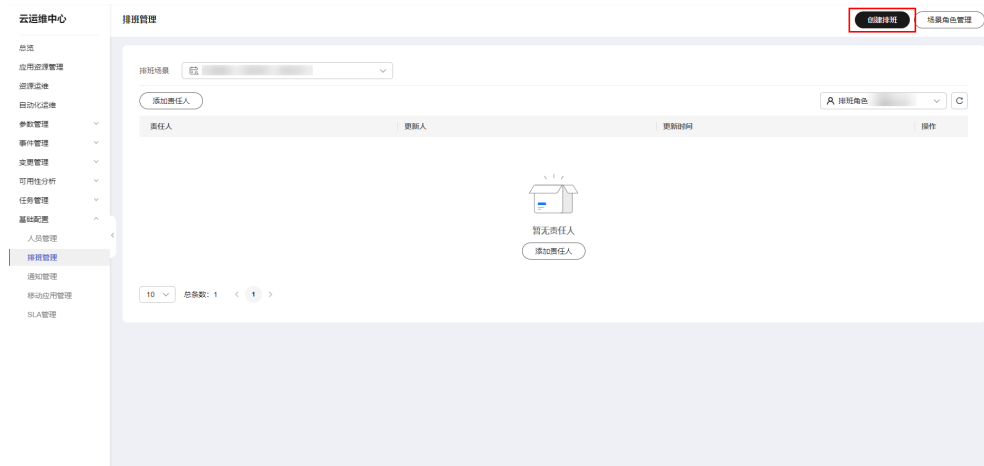 云运维中心
排班管理
创建排班
场景角色管理
总览
应用资源管理
资源运维
自动化运维
参数管理
事件管理
变更管理
可用性分析
任务管理
基础配置
人员管理
排班管理
通知管理
移动应用管理
SLA管理
排班场景
添加责任人
排班角色
责任人 更新人 更新时间 操作
暂无责任人
添加责任人
10 总条数: 1 1